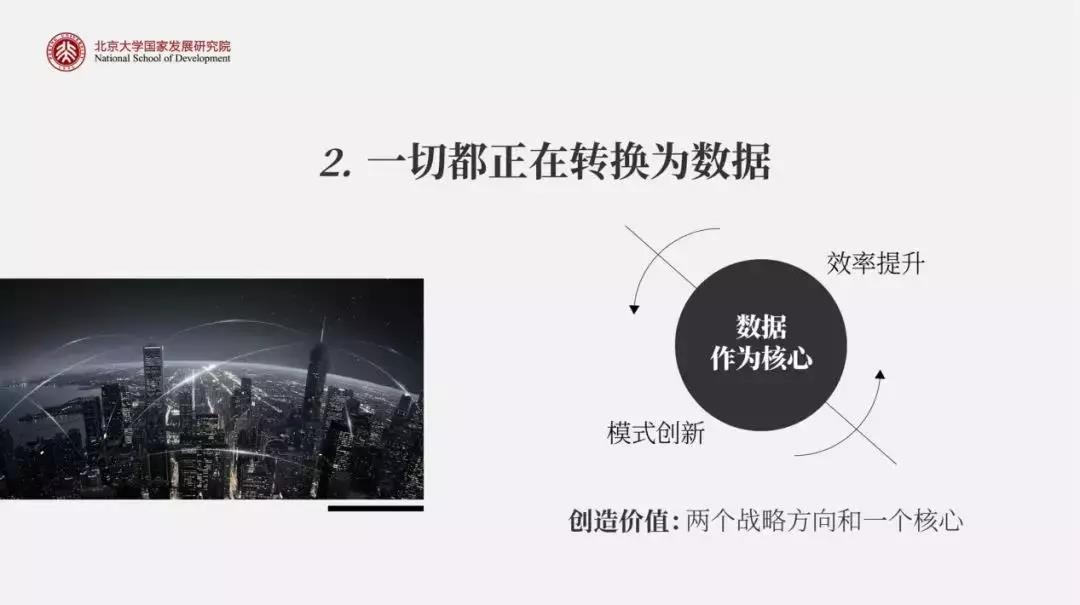 北京大学国家发展研究院
National School of Development
2. 一切都正在转换为数据
效率提升
数据
作为核心
模式创新
创造价值：两个战略方向和一个核心